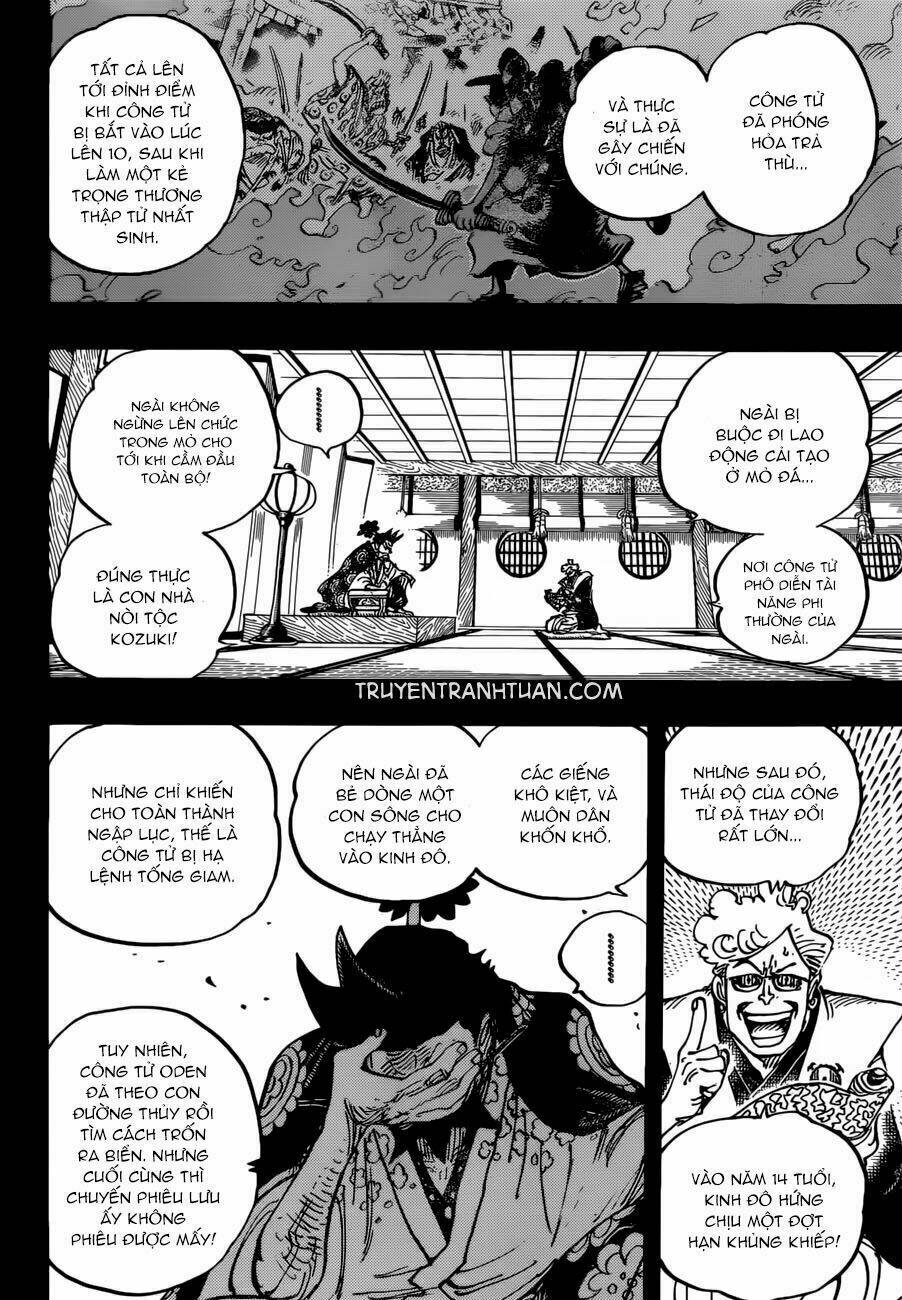 CÔNG TỬ
ĐÃ PHÓNG
HỎA TRẢ
THÙ...
VÀ THỰC
SỰ LÀ ĐÃ
GÂY CHIẾN
VỚI CHÚNG.
TẤT CẢ LÊN
TỚI ĐỈNH ĐIỂM
KHI CÔNG TỬ
BỊ BẮT VÀO LÚC
LÊN 10, SAU KHI
LÀM MỘT KẺ
TRỌNG THƯƠNG
THẬP TỬ NHẤT
SINH.
NGÀI BỊ
BUỘC ĐI LAO
ĐỘNG CẢI TẠO
Ở MỎ ĐÁ...
NƠI CÔNG TỬ
PHÔ DIỄN TÀI
NĂNG PHI
THƯỜNG CỦA
NGÀI.
NGÀI KHÔNG
NGỪNG LÊN CHỨC
TRONG MỎ CHO
TỚI KHI CẦM ĐẦU
TOÀN BỘ!
ĐÚNG THỰC
LÀ CON NHÀ
NÒI TỘC
KOZUKI!
TRUYENTRANHTUAN.COM
NHƯNG SAU ĐÓ,
THÁI ĐỘ CỦA CÔNG
TỬ ĐÃ THAY ĐỔI
RẤT LỚN...
VÀO NĂM 14 TUỔI,
KINH ĐÔ HỨNG
CHỊU MỘT ĐỢT
HẠN KHỦNG KHIẾP!
CÁC GIẾNG
KHÔ KIỆT, VÀ
MUÔN DÂN
KHỐN KHỔ.
NÊN NGÀI ĐÃ
BẺ DÒNG MỘT
CON SÔNG CHO
CHẠY THẲNG
VÀO KINH ĐÔ.
NHƯNG CHỈ KHIẾN
CHO TOÀN THÀNH
NGẬP LỤC, THẾ LÀ
CÔNG TỬ BỊ HẠ
LỆNH TỐNG GIAM.
TUY NHIÊN,
CÔNG TỬ ODEN
ĐÃ THEO CON
ĐƯỜNG THỦY RỒI
TÌM CÁCH TRỐN
RA BIỂN. NHƯNG
CUỐI CÙNG THÌ
CHUYẾN PHIÊU LƯU
ẤY KHÔNG
PHIÊU ĐƯỢC MẤY!